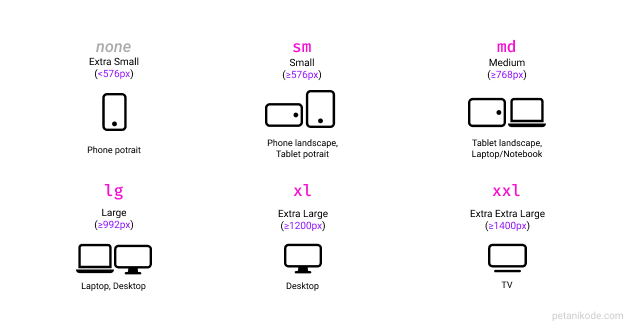 none
Extra Small
(<576px)
Phone potrait
sm
Small
(≥576px)
Phone landscape,
Tablet potrait
md
Medium
(≥768px)
Tablet landscape,
Laptop/Notebook
lg
Large
(≥992px)
Laptop, Desktop
xl
Extra Large
(≥1200px)
Desktop
xxl
Extra Extra Large
(≥1400px)
TV
petanikode.com